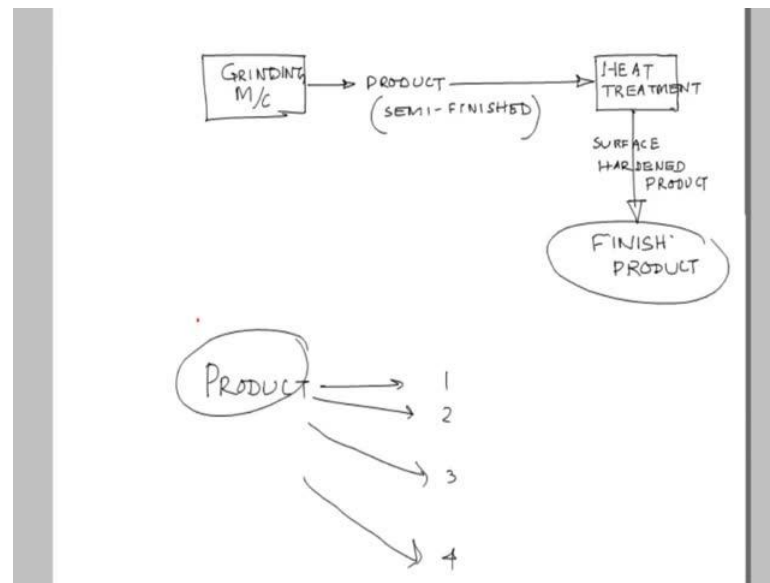 GRINDING
M/C
PRODUCT
(SEMI-FINISHED)
HEAT
TREATMENT
SURFACE
HARDENED
PRODUCT
FINISH
PRODUCT
PRODUCT
1
2
3
4